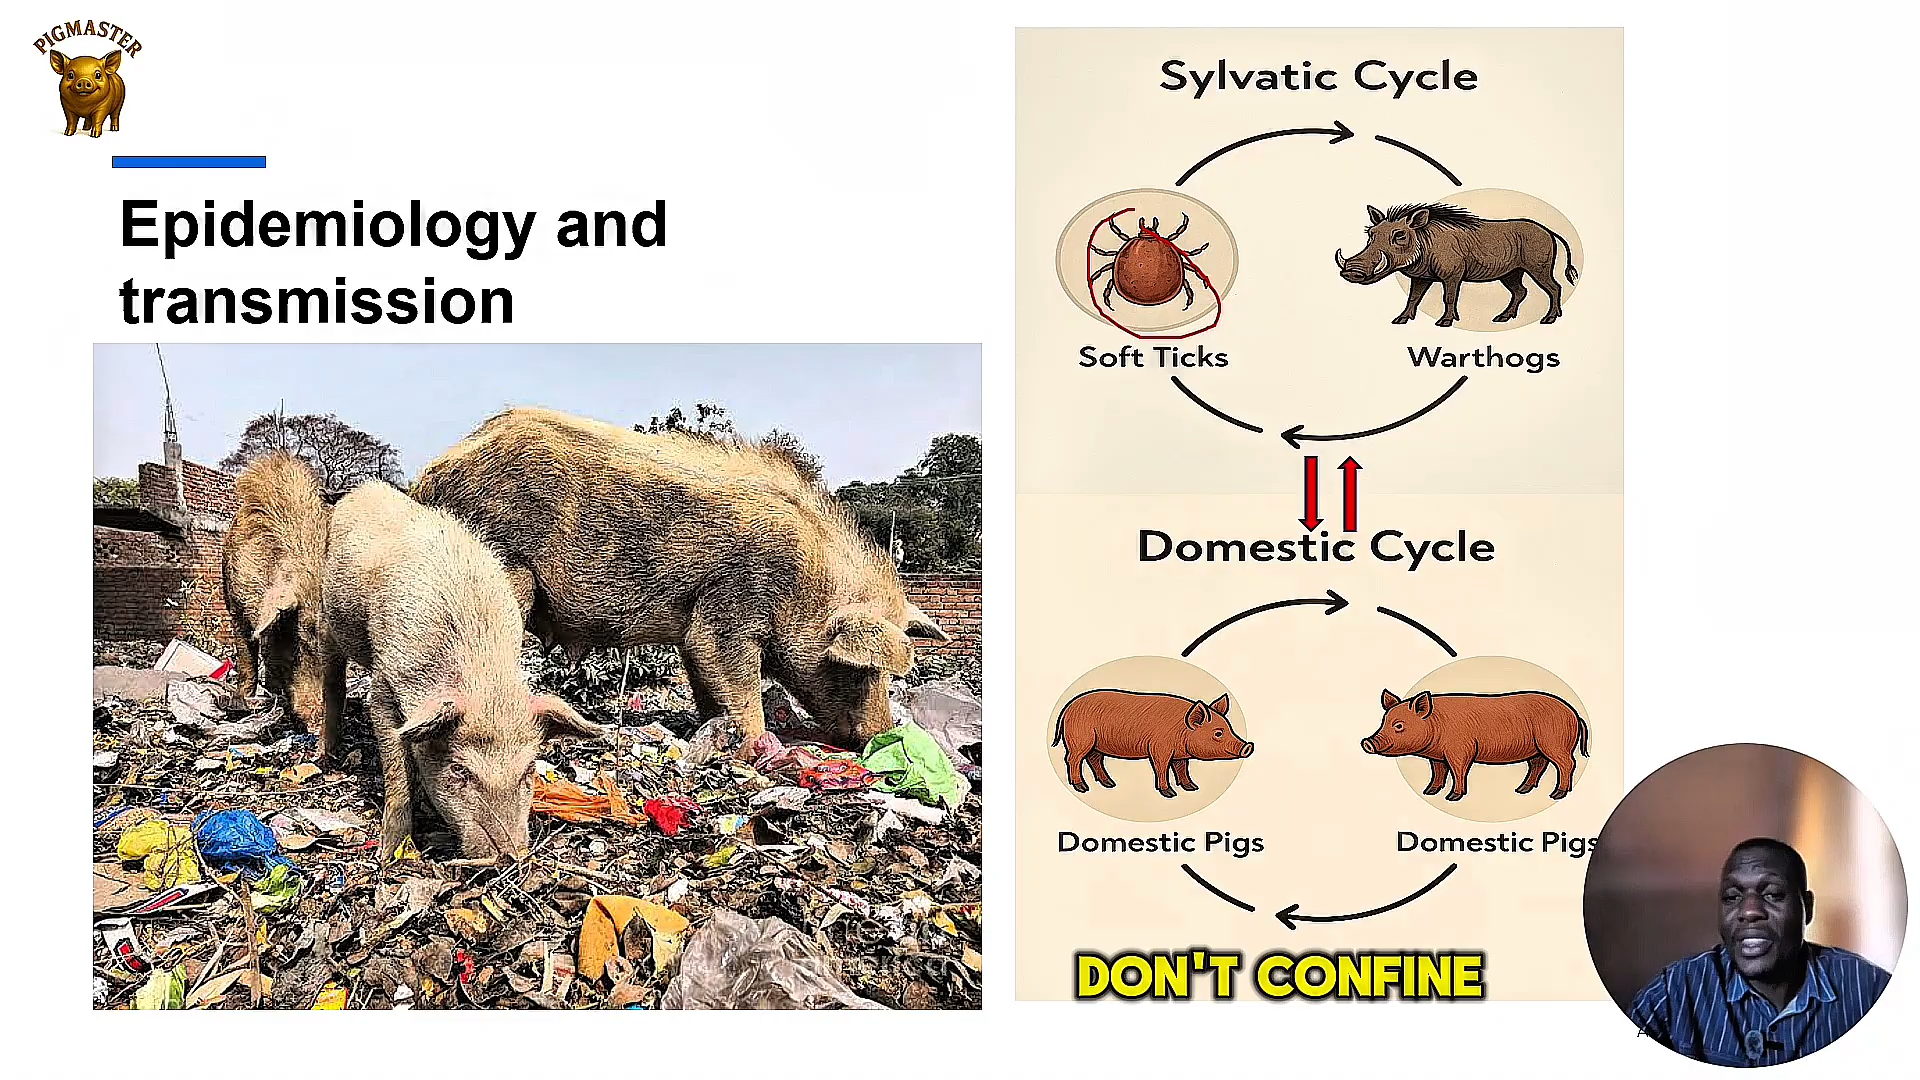 PIGMASTER
Epidemiology and
transmission
Sylvatic Cycle
Soft Ticks
Warthogs
Domestic Cycle
Domestic Pigs
Domestic Pigs
DON'T CONFINE